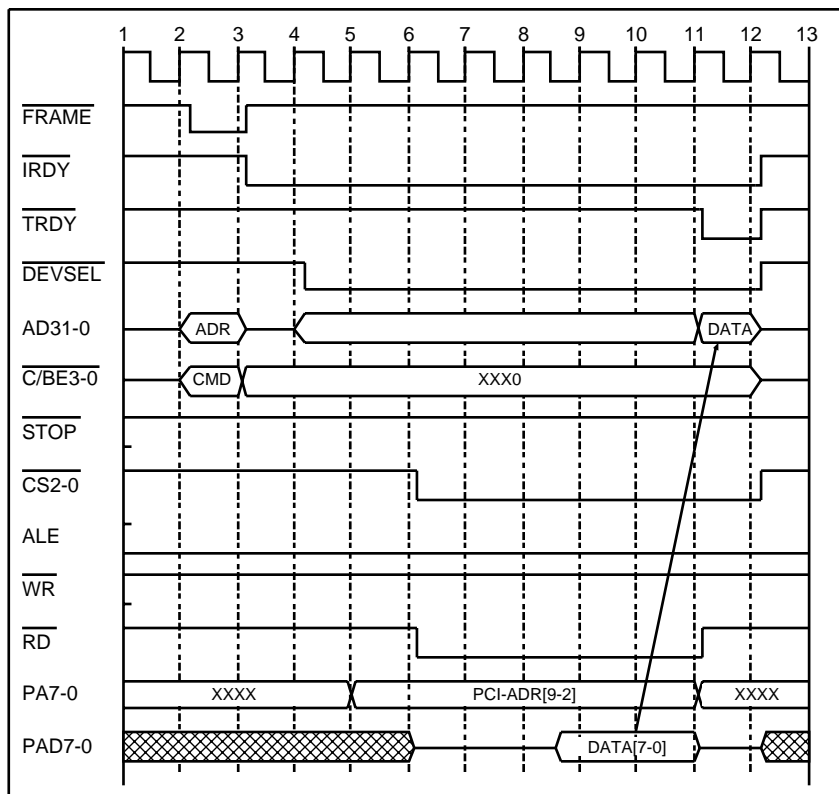 1 2 3 4 5 6 7 8 9 10 11 12 13
FRAME
IRDY
TRDY
DEVSEL
AD31-0 ADR DATA
C/BE3-0 CMD XXX0
STOP
CS2-0
ALE
WR
RD
PA7-0 XXXX PCI-ADR[9-2] XXXX
PAD7-0 DATA[7-0]